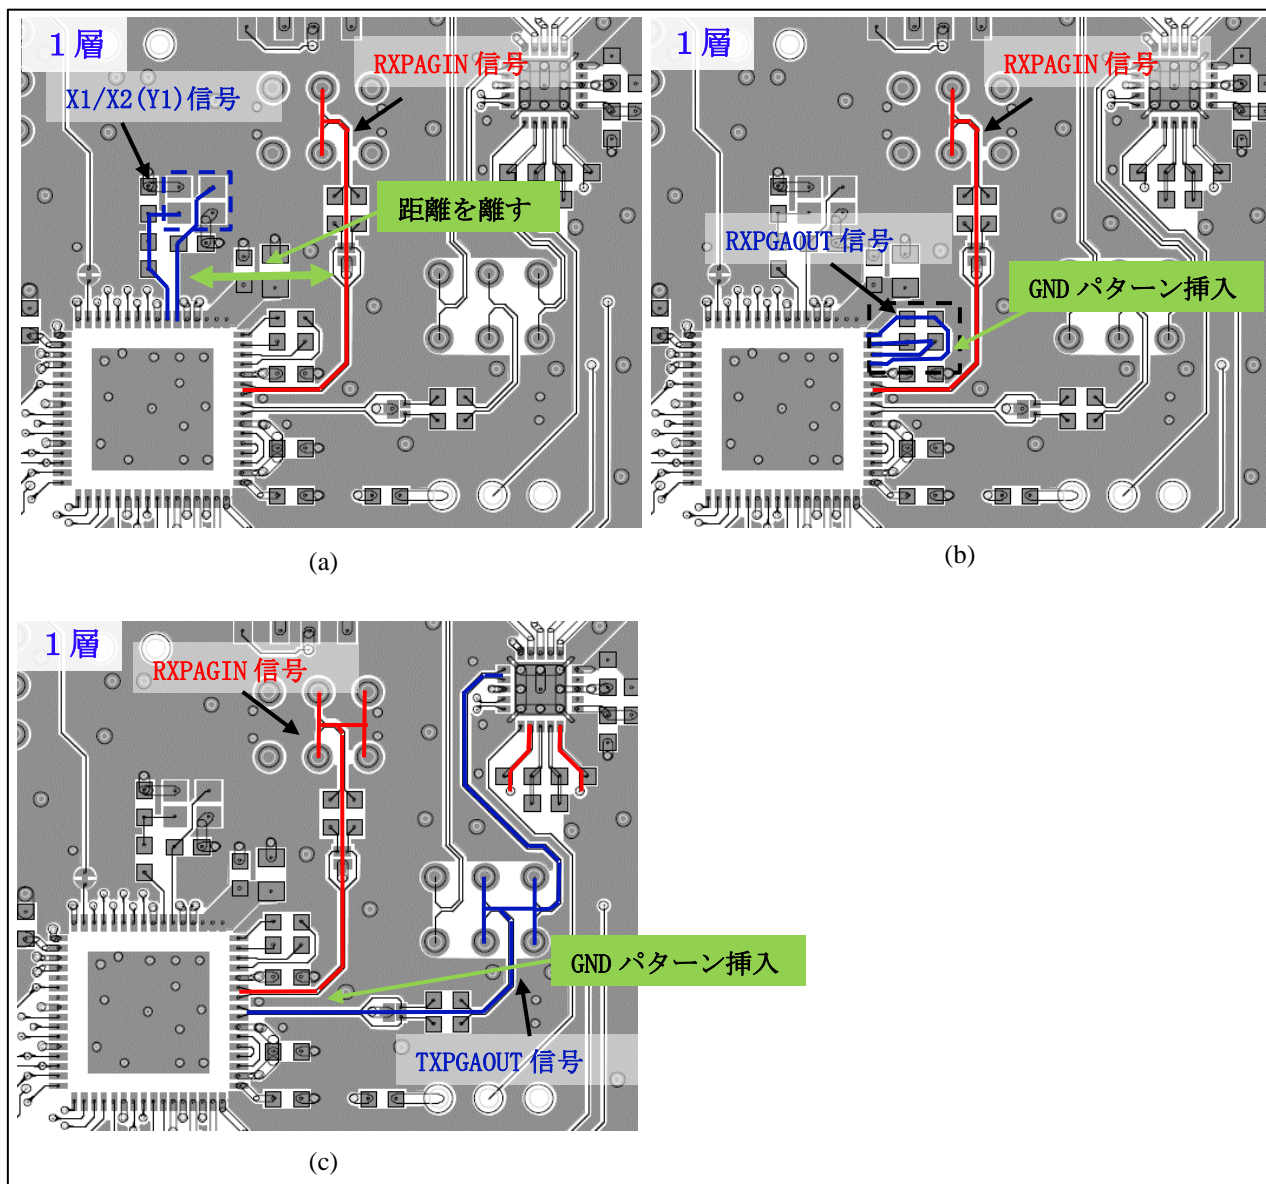 1層
RXPAGIN 信号
X1/X2(Y1)信号
距離を離す
(a)
1層
RXPAGIN 信号
RXPGAOUT 信号
GND パターン挿入
(b)
1層
RXPAGIN 信号
GND パターン挿入
TXPGAOUT 信号
(c)